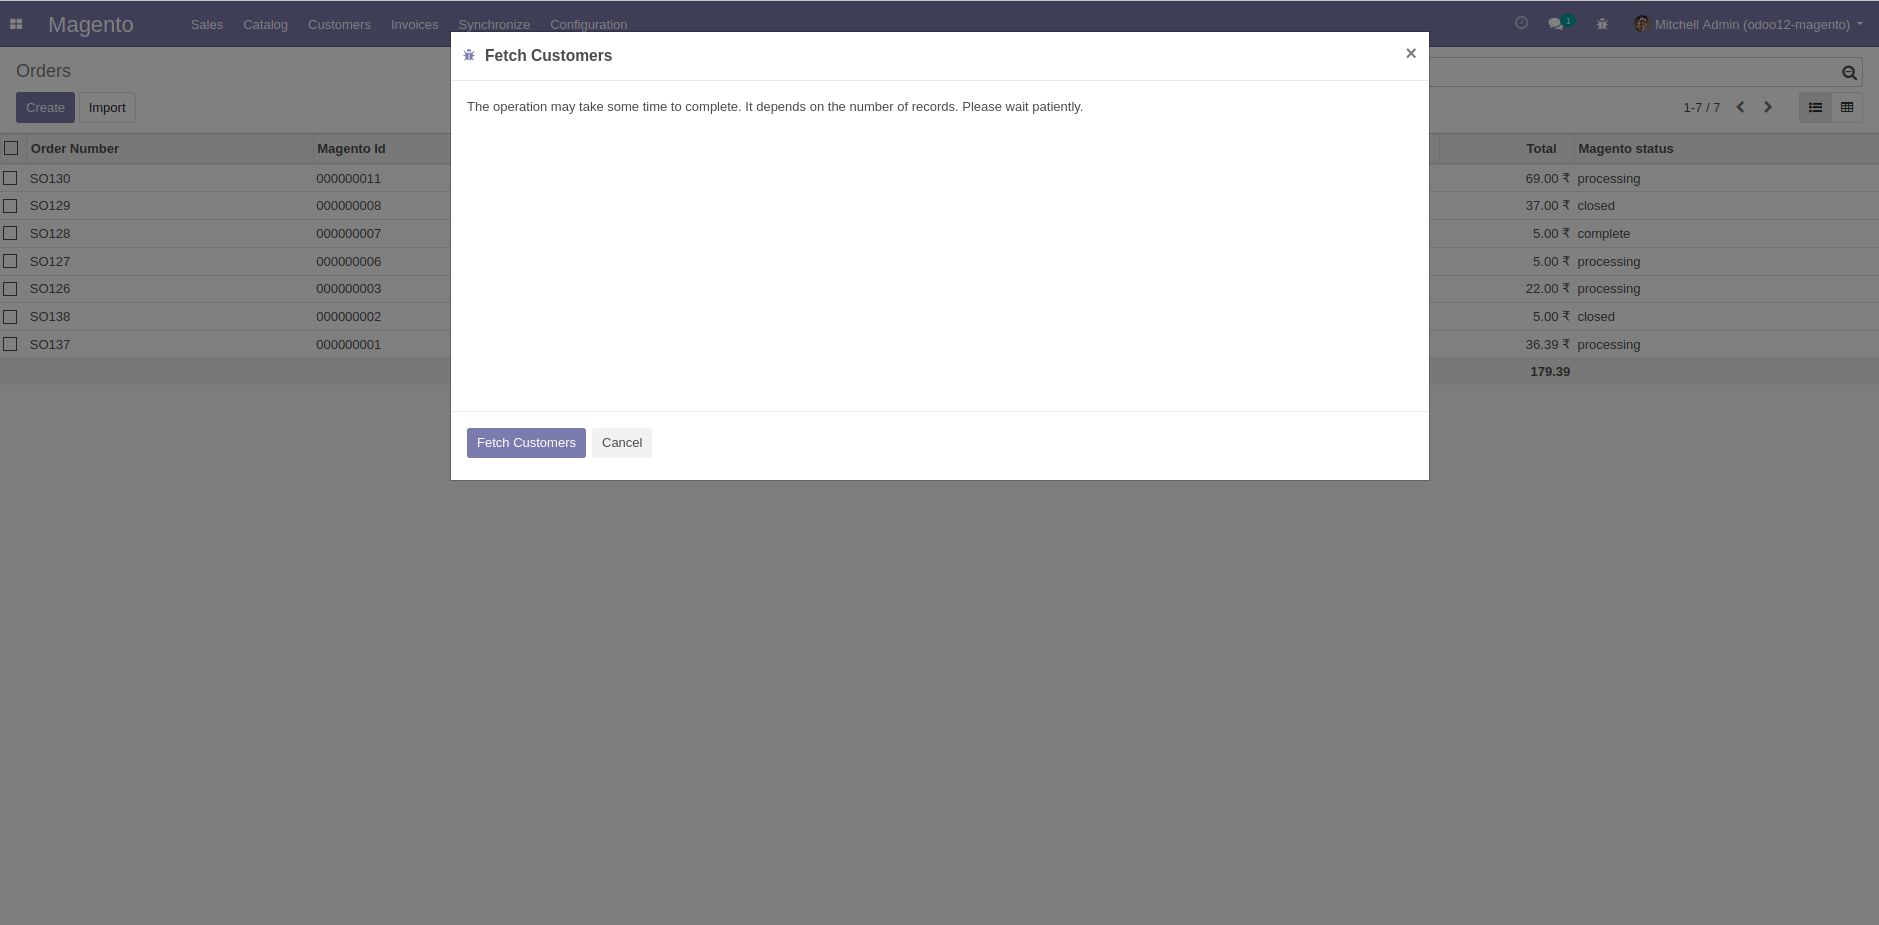 Magento Sales Catalog Customers Invoices Synchronize Configuration 1 Mitchell Admin (odoo12-magento)
Fetch Customers ×
Orders
Create Import
1-7 / 7
The operation may take some time to complete. It depends on the number of records. Please wait patiently.
Order Number Magento Id Total Magento status
SO130 000000011 69.00 ₹ processing
SO129 000000008 37.00 ₹ closed
SO128 000000007 5.00 ₹ complete
SO127 000000006 5.00 ₹ processing
SO126 000000003 22.00 ₹ processing
SO138 000000002 5.00 ₹ closed
SO137 000000001 36.39 ₹ processing
179.39
Fetch Customers Cancel